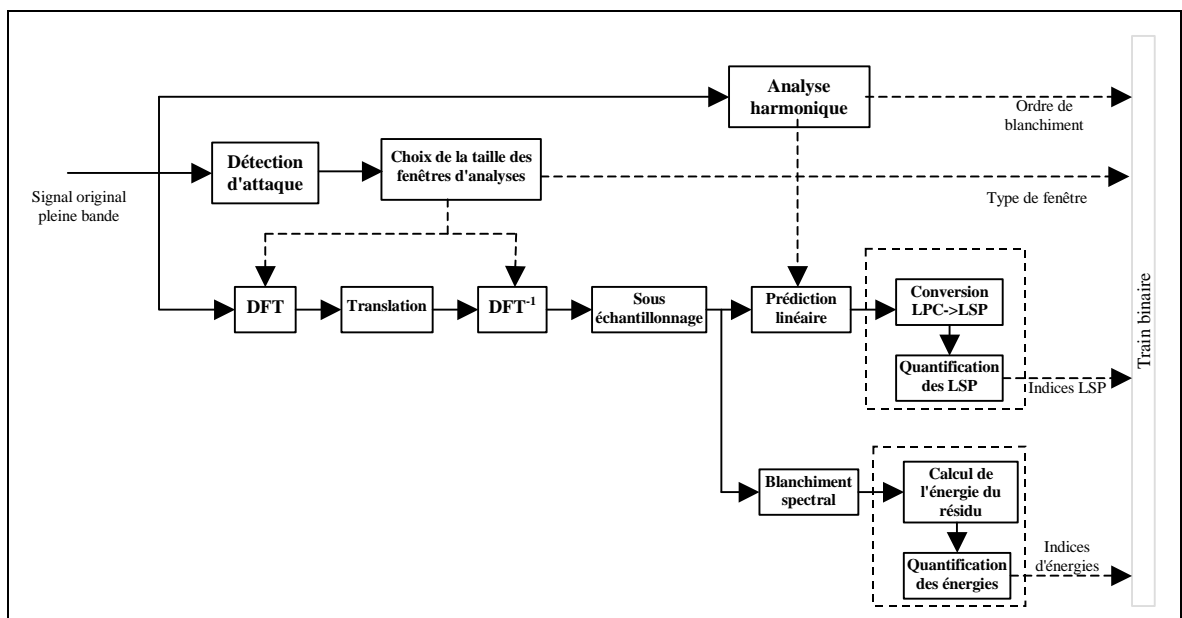 Analyse
harmonique
Ordre de
blanchiment
Détection
d'attaque
Choix de la taille des
fenêtres d'analyses
Signal original
pleine bande
Type de fenêtre
DFT
Translation
DFT-1
Sous
échantillonnage
Prédiction
linéaire
Conversion
LPC->LSP
Quantification
des LSP
Indices LSP
Train binaire
Blanchiment
spectral
Calcul de
l'énergie du
résidu
Quantification
des énergies
Indices
d'énergies